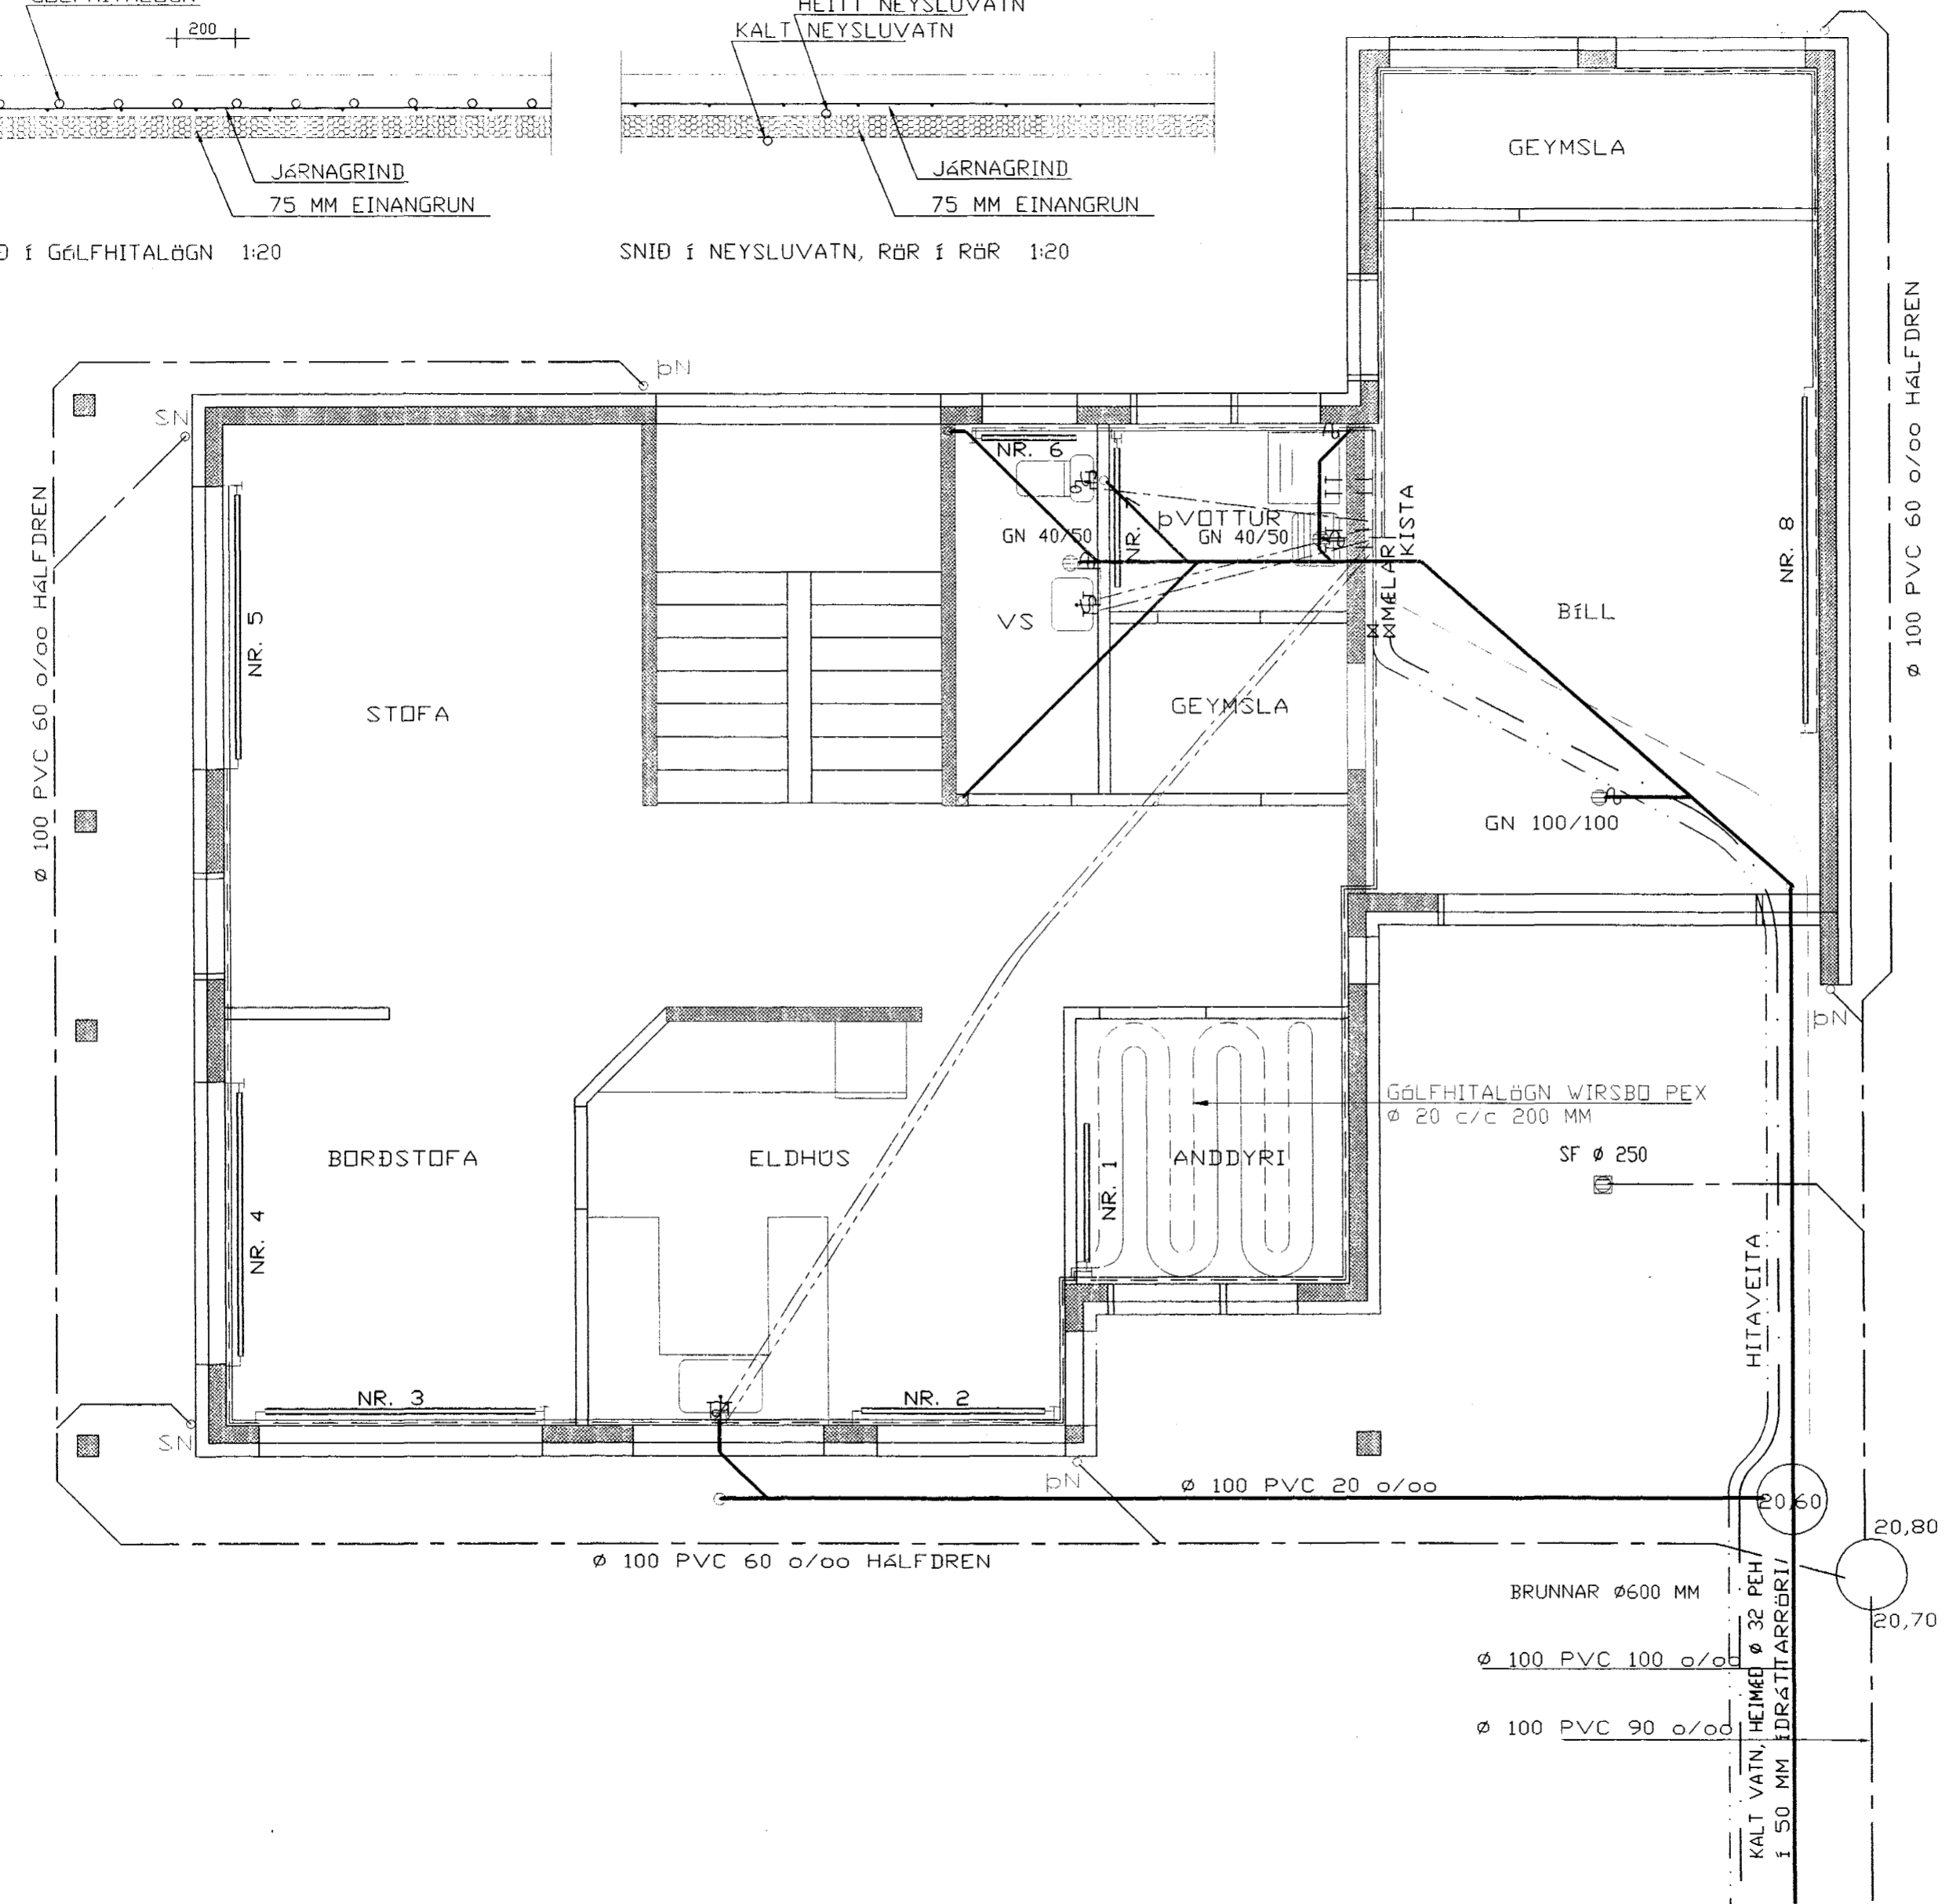 GÓLFHITALÖGN
200
JÁRNAGRIND
75 MM EINANGRUN
Ð Í GÓLFHITALÖGN 1:20
HEITT NEYSLUVATN
KALT NEYSLUVATN
JÁRNAGRIND
75 MM EINANGRUN
SNIÐ Í NEYSLUVATN, RÖR Í RÖR 1:20
GEYMSLA
Ø 100 PVC 60 o/oo HÁLFDREN
ÞN
SN
Ø 100 PVC 60 o/oo HÁLFDREN
NR. 6
NR. 7
ÞVOTTUR
GN 40/50
GN 40/50
MÆLAR
KISTA
NR. 8
NR. 5
VS
BÍLL
STOFA
GEYMSLA
GN 100/100
ÞN
GÓLFHITALÖGN WIRSBO PEX
Ø 20 c/c 200 MM
BORÐSTOFA
ELDHÚS
NR. 1
ANDDYRI
SF Ø 250
NR. 4
HITAVEITA
NR. 3
NR. 2
SN
ÞN
Ø 100 PVC 20 o/oo
20,60
20,80
Ø 100 PVC 60 o/oo HÁLFDREN
BRUNNAR Ø600 MM
20,70
Ø 100 PVC 100 o/oo
Ø 100 PVC 90 o/oo
KALT VATN, HEIMÆÐ Ø 32 PEH/
Í 50 MM ÍDRÁTTARRÖRI/